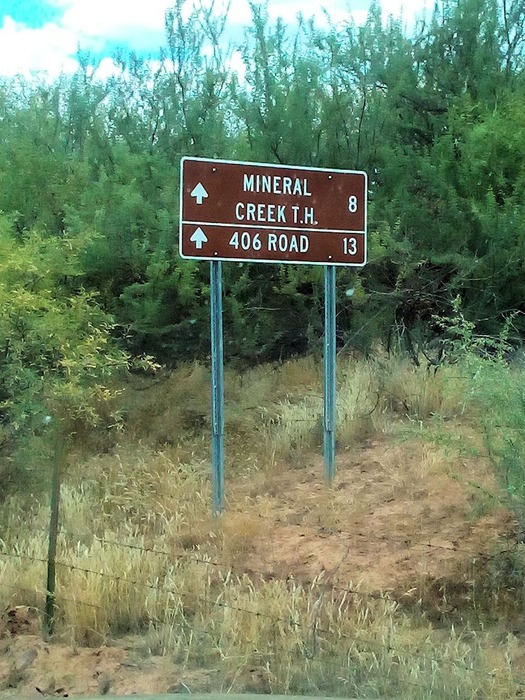 MINERAL
CREEK T.H. 8
406 ROAD 13